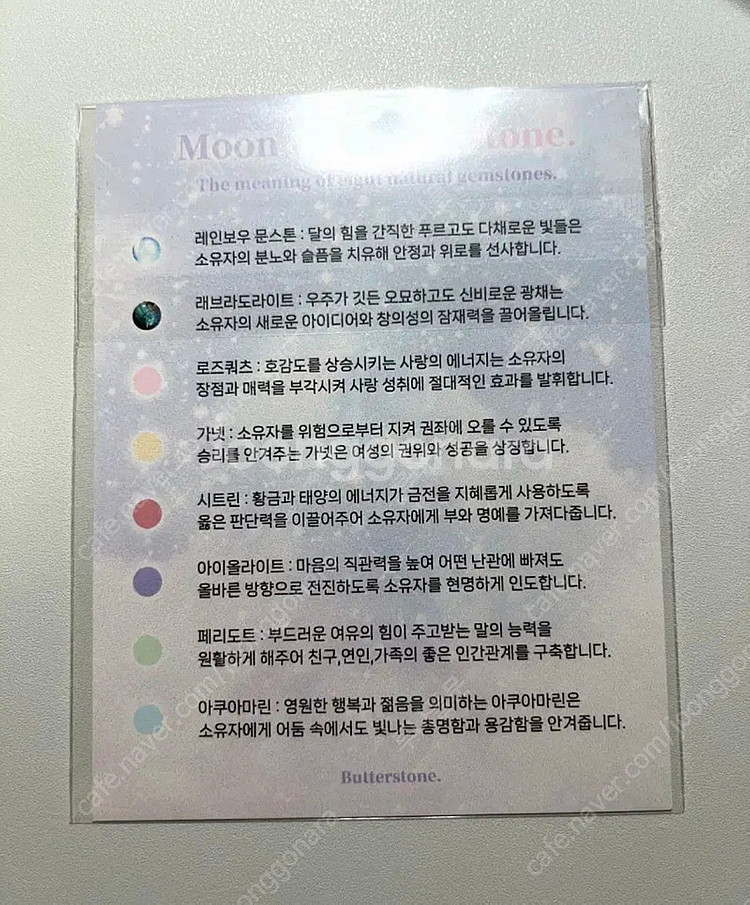 Moon tone.
The meaning of eight natural gemstones.
레인보우 문스톤 : 달의 힘을 간직한 푸르고도 다채로운 빛들은
소유자의 분노와 슬픔을 치유해 안정과 위로를 선사합니다.
래브라도라이트 : 우주가 깃든 오묘하고도 신비로운 광채는
소유자의 새로운 아이디어와 창의성의 잠재력을 끌어올립니다.
로즈쿼츠 : 호감도를 상승시키는 사랑의 에너지는 소유자의
장점과 매력을 부각시켜 사랑 성취에 절대적인 효과를 발휘합니다.
가넷 : 소유자를 위험으로부터 지켜 권좌에 오를 수 있도록
승리를 안겨주는 가넷은 여성의 권위와 성공을 상징합니다.
시트린 : 황금과 태양의 에너지가 금전을 지혜롭게 사용하도록
옳은 판단력을 이끌어주어 소유자에게 부와 명예를 가져다줍니다.
아이올라이트 : 마음의 직관력을 높여 어떤 난관에 빠져도
올바른 방향으로 전진하도록 소유자를 현명하게 인도합니다.
페리도트 : 부드러운 여유의 힘이 주고받는 말의 능력을
원활하게 해주어 친구,연인,가족의 좋은 인간관계를 구축합니다.
아쿠아마린 : 영원한 행복과 젊음을 의미하는 아쿠아마린은
소유자에게 어둠 속에서도 빛나는 총명함과 용감함을 안겨줍니다.
Butterstone.
cafe.naver.com/joonggonara